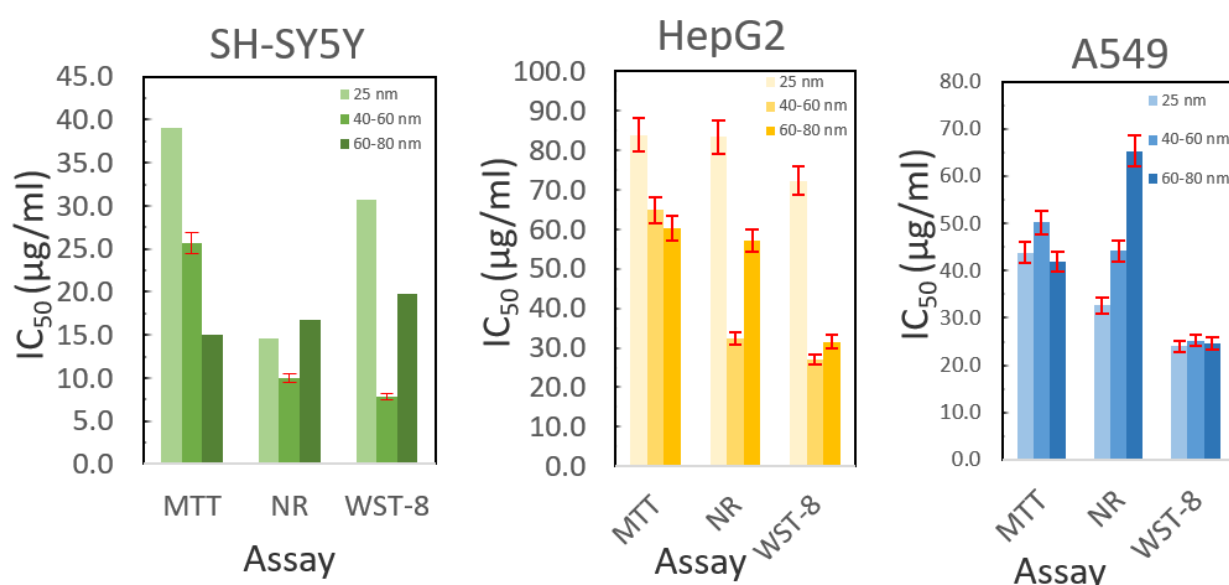 SH-SY5Y
IC50 (µg/ml)
45.0
40.0
35.0
30.0
25.0
20.0
15.0
10.0
5.0
0.0
25 nm
40-60 nm
60-80 nm
MTT NR WST-8
Assay
HepG2
IC50 (µg/ml)
100.0
90.0
80.0
70.0
60.0
50.0
40.0
30.0
20.0
10.0
0.0
25 nm
40-60 nm
60-80 nm
MTT NR WST-8
Assay
A549
IC50 (µg/ml)
80.0
70.0
60.0
50.0
40.0
30.0
20.0
10.0
0.0
25 nm
40-60 nm
60-80 nm
MTT NR WST-8
Assay